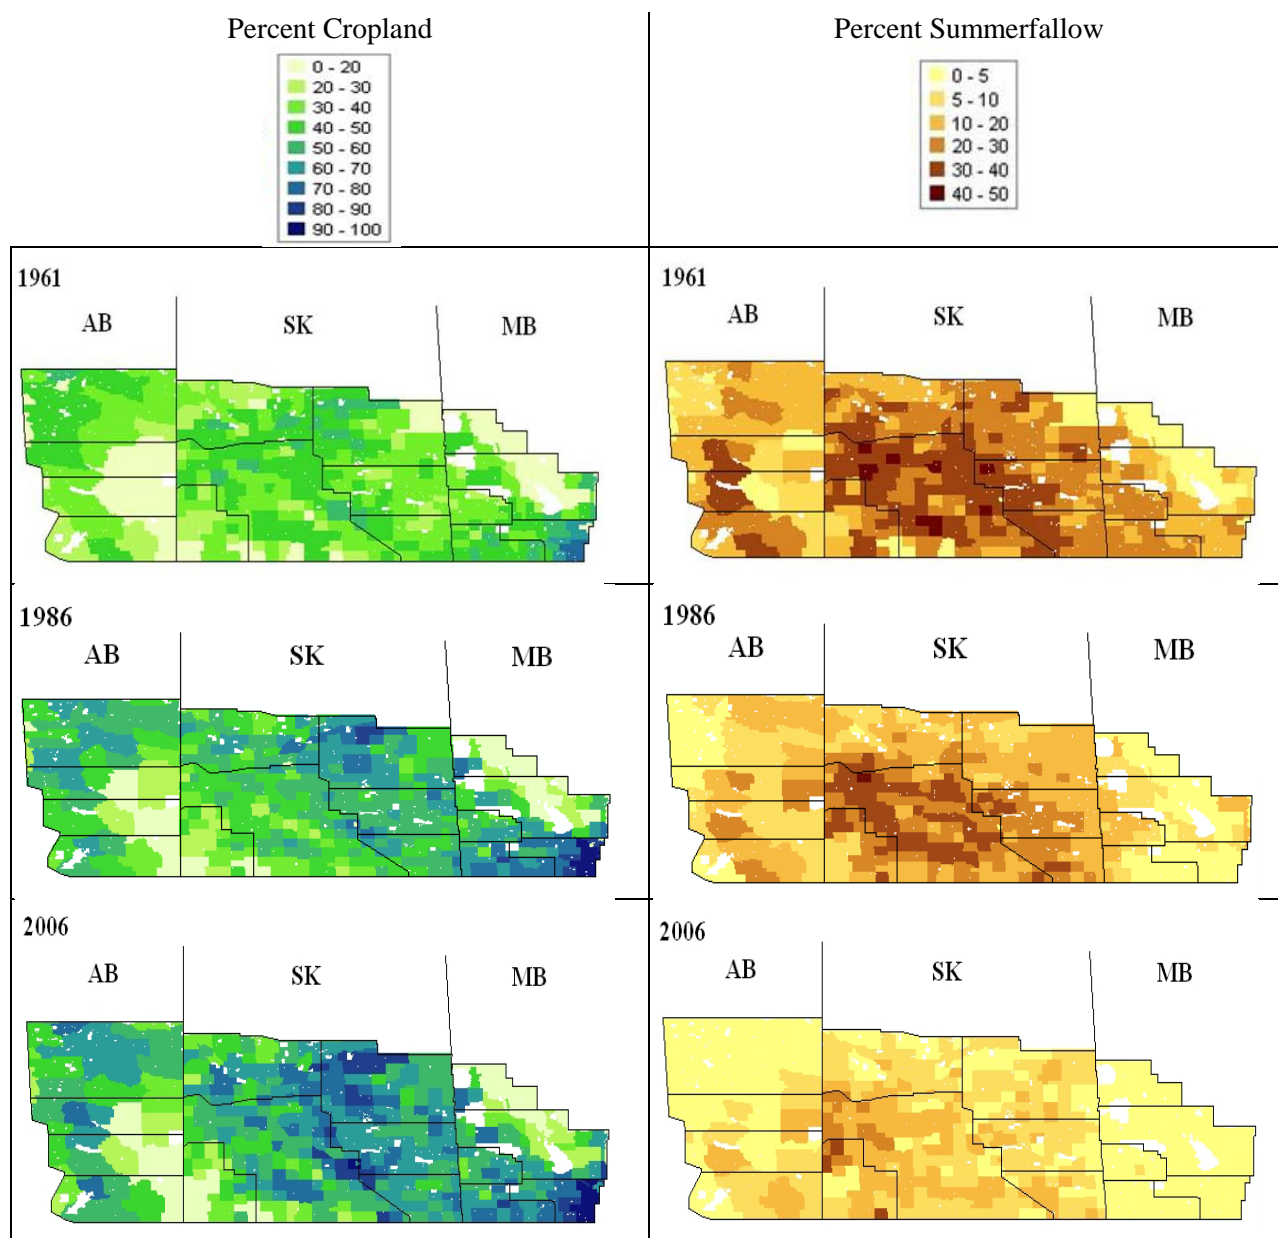 Percent Cropland
0 - 20
20 - 30
30 - 40
40 - 50
50 - 60
60 - 70
70 - 80
80 - 90
90 - 100
Percent Summerfallow
0 - 5
5 - 10
10 - 20
20 - 30
30 - 40
40 - 50
1961
AB
SK
MB
1961
AB
SK
MB
1986
AB
SK
MB
1986
AB
SK
MB
2006
AB
SK
MB
2006
AB
SK
MB